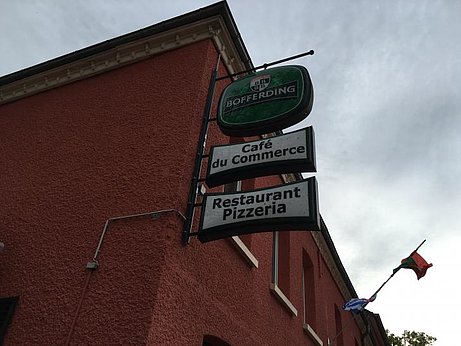 BOFFERDING
Café
du Commerce
Restaurant
Pizzeria